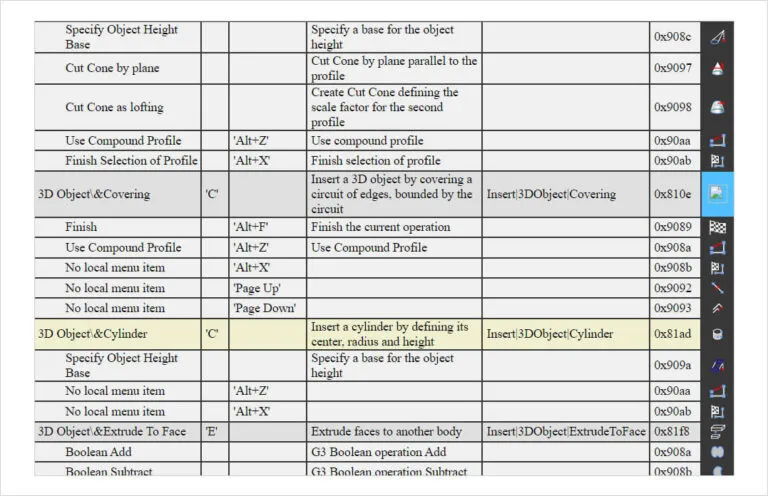 Specify Object Height Base Specify a base for the object height 0x908c
Cut Cone by plane Cut Cone by plane parallel to the profile 0x9097
Cut Cone as lofting Create Cut Cone defining the scale factor for the second profile 0x9098
Use Compound Profile 'Alt+Z' Use compound profile 0x90aa
Finish Selection of Profile 'Alt+X' Finish selection of profile 0x90ab
3D Object\&Covering 'C' Insert a 3D object by covering a circuit of edges, bounded by the circuit Insert|3DObject|Covering 0x810e
Finish 'Alt+F' Finish the current operation 0x9089
Use Compound Profile 'Alt+Z' Use Compound Profile 0x908a
No local menu item 'Alt+X' 0x908b
No local menu item 'Page Up' 0x9092
No local menu item 'Page Down' 0x9093
3D Object\&Cylinder 'C' Insert a cylinder by defining its center, radius and height Insert|3DObject|Cylinder 0x81ad
Specify Object Height Base Specify a base for the object height 0x909a
No local menu item 'Alt+Z' 0x90aa
No local menu item 'Alt+X' 0x90ab
3D Object\&Extrude To Face 'E' Extrude faces to another body Insert|3DObject|ExtrudeToFace 0x81f8
Boolean Add G3 Boolean operation Add 0x908a
Boolean Subtract G3 Boolean operation Subtract 0x908b